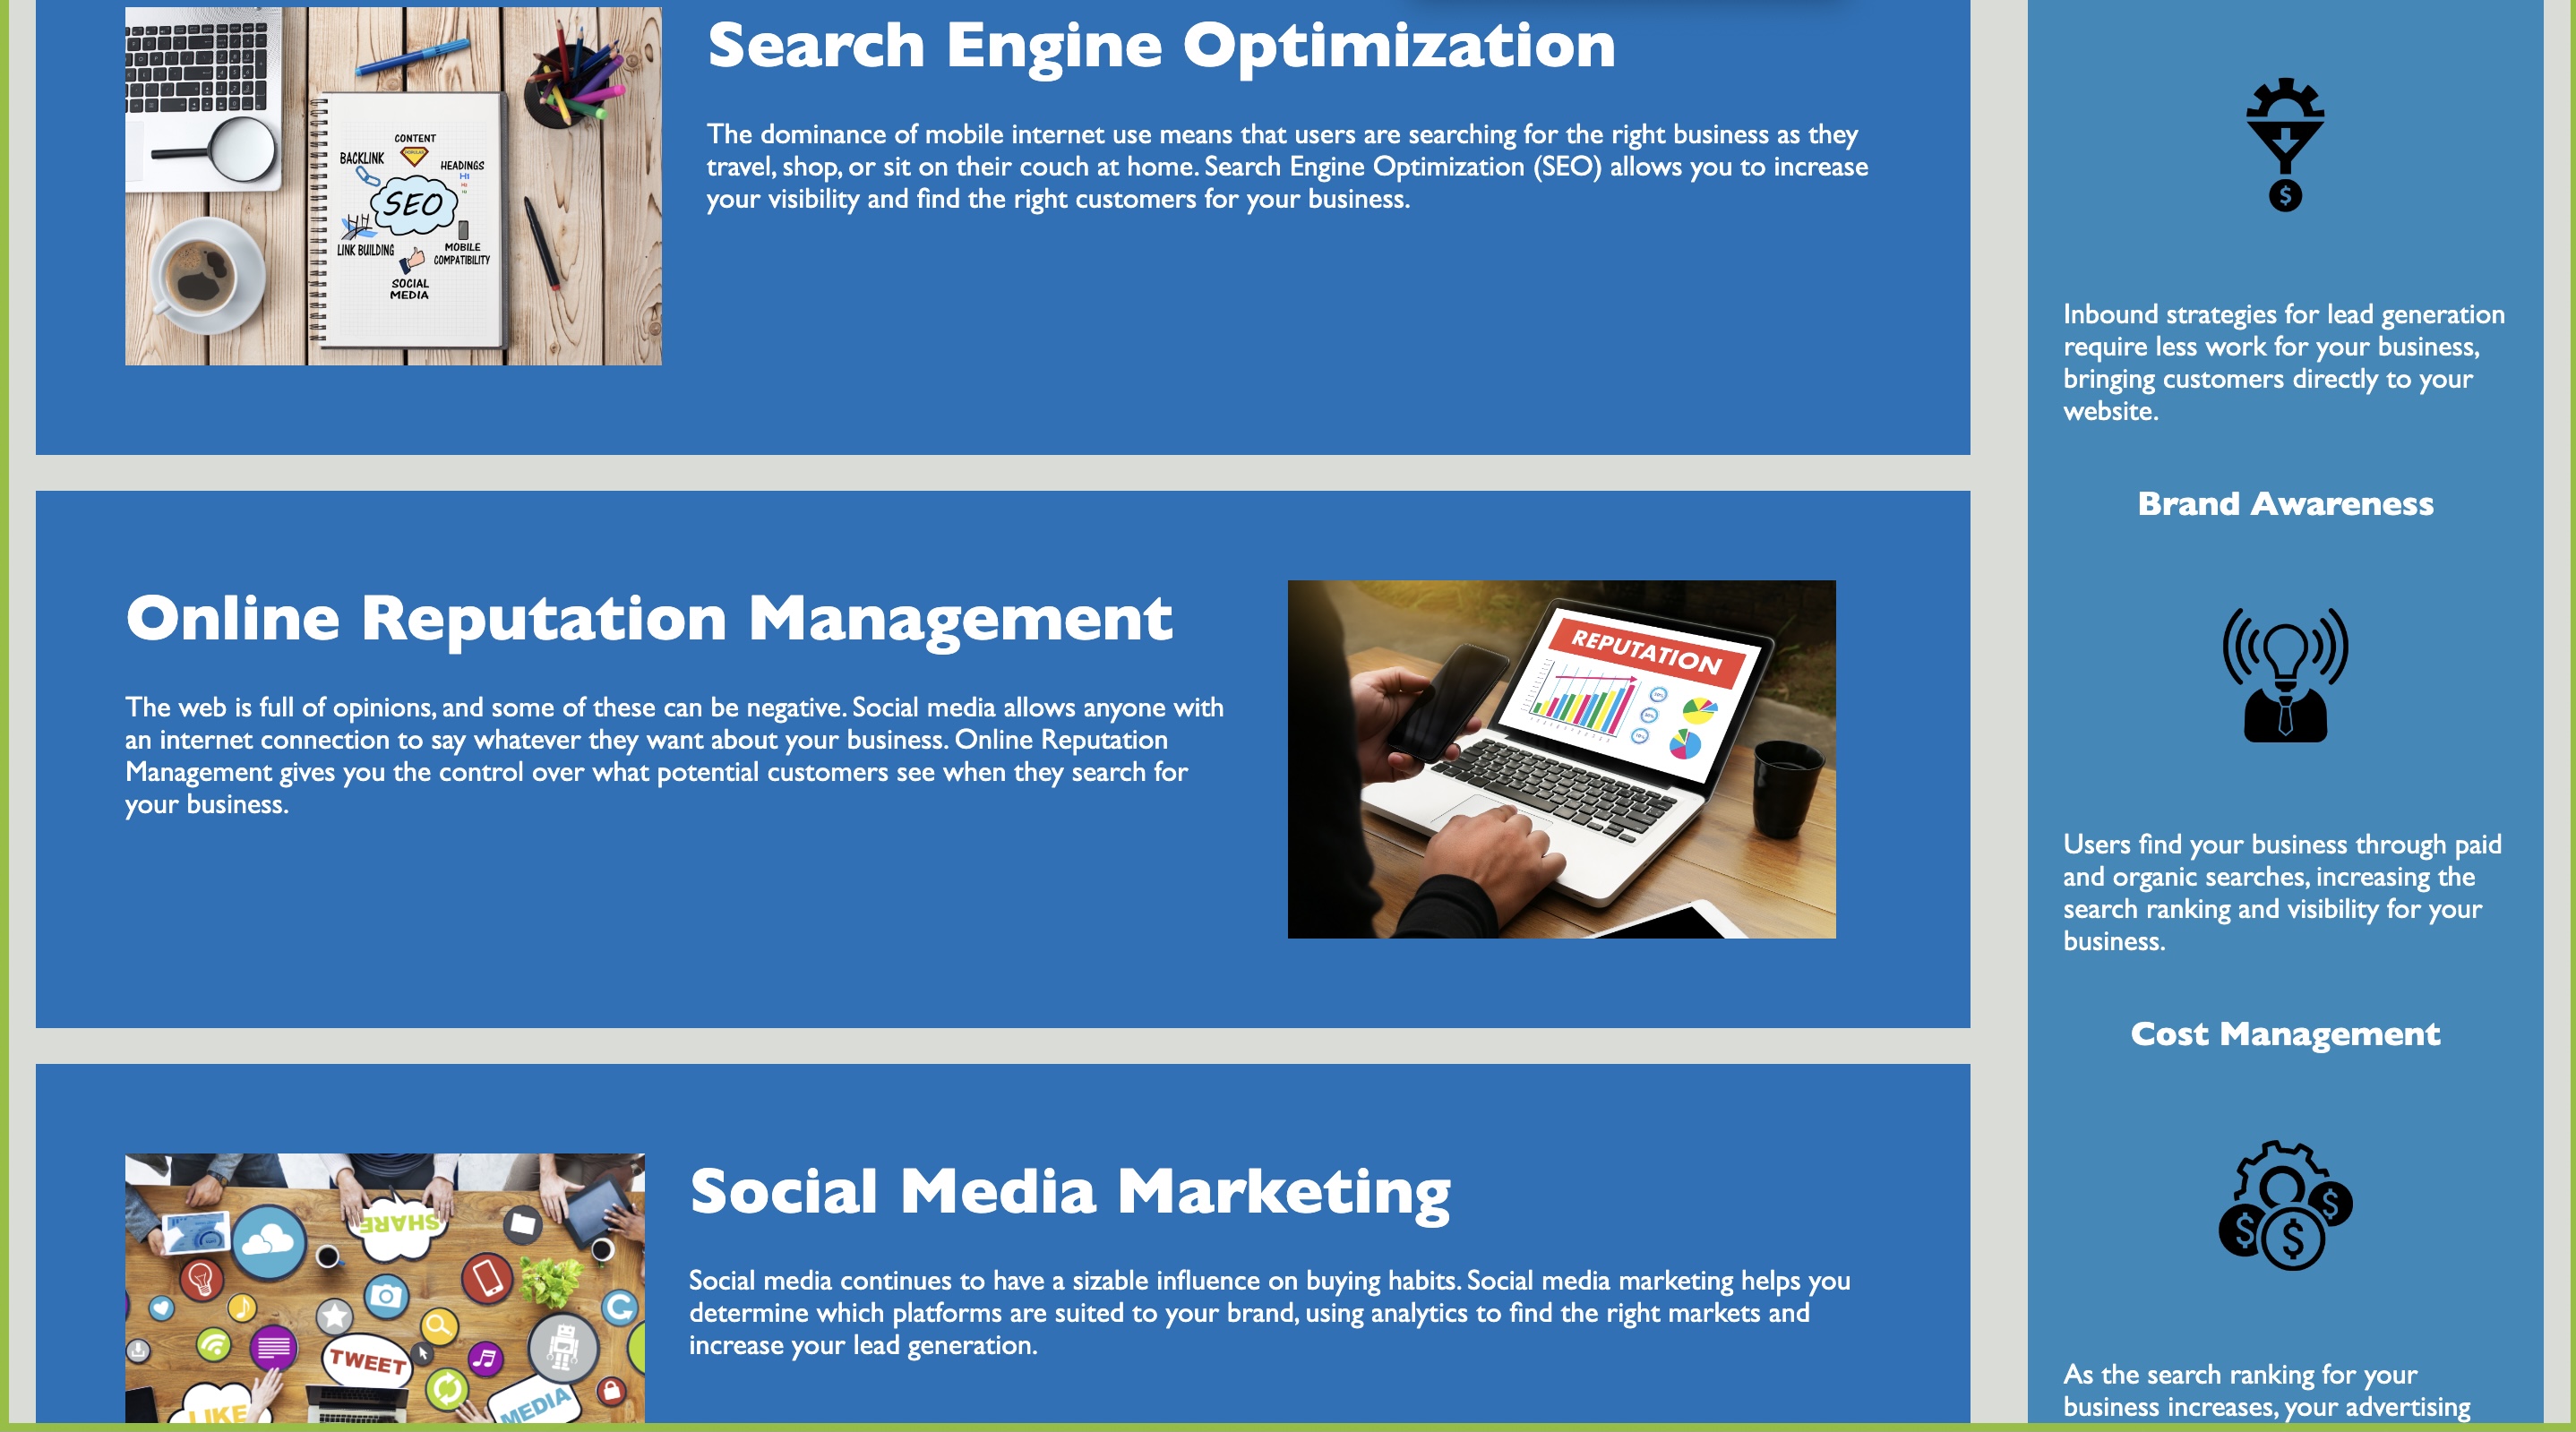 Search Engine Optimization
The dominance of mobile internet use means that users are searching for the right business as they
travel, shop, or sit on their couch at home. Search Engine Optimization (SEO) allows you to increase
your visibility and find the right customers for your business.
CONTENT
BACKLINK
HEADINGS
H1
SEO
LINK BUILDING
MOBILE
COMPATIBILITY
SOCIAL
MEDIA
Online Reputation Management
The web is full of opinions, and some of these can be negative. Social media allows anyone with
an internet connection to say whatever they want about your business. Online Reputation
Management gives you the control over what potential customers see when they search for
your business.
REPUTATION
Social Media Marketing
Social media continues to have a sizable influence on buying habits. Social media marketing helps you
determine which platforms are suited to your brand, using analytics to find the right markets and
increase your lead generation.
SHARE
TWEET
LIKE
MEDIA
$
Inbound strategies for lead generation
require less work for your business,
bringing customers directly to your
website.
Brand Awareness
Users find your business through paid
and organic searches, increasing the
search ranking and visibility for your
business.
Cost Management
$ $ $
As the search ranking for your
business increases, your advertising